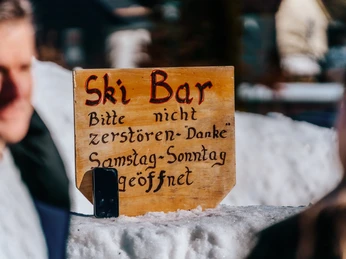 Ski Bar
Bitte nicht
zerstören-Danke"
Samstag-Sonntag
geöffnet